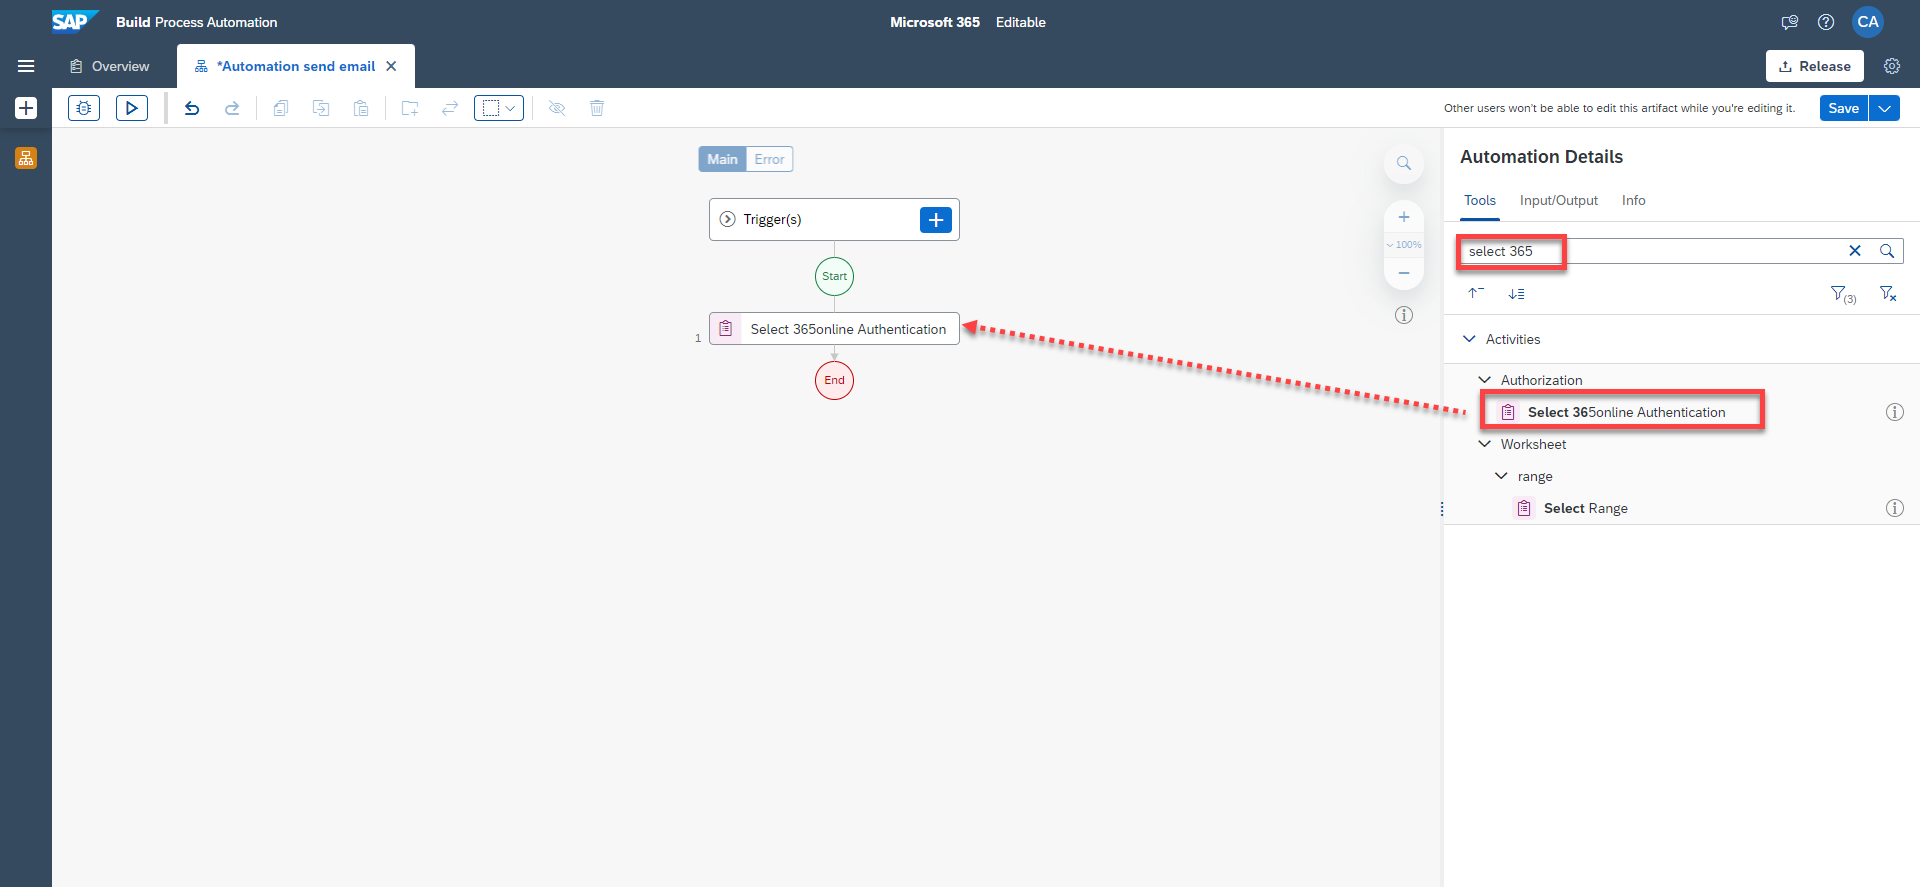 SAP Build Process Automation
Microsoft 365 Editable
CA
Overview
*Automation send email
Release
Other users won't be able to edit this artifact while you're editing it.
Save
Main Error
Trigger(s)
Start
1
Select 365online Authentication
End
100%
Automation Details
Tools Input/Output Info
select 365
(3)
Activities
Authorization
Select 365online Authentication
Worksheet
range
Select Range